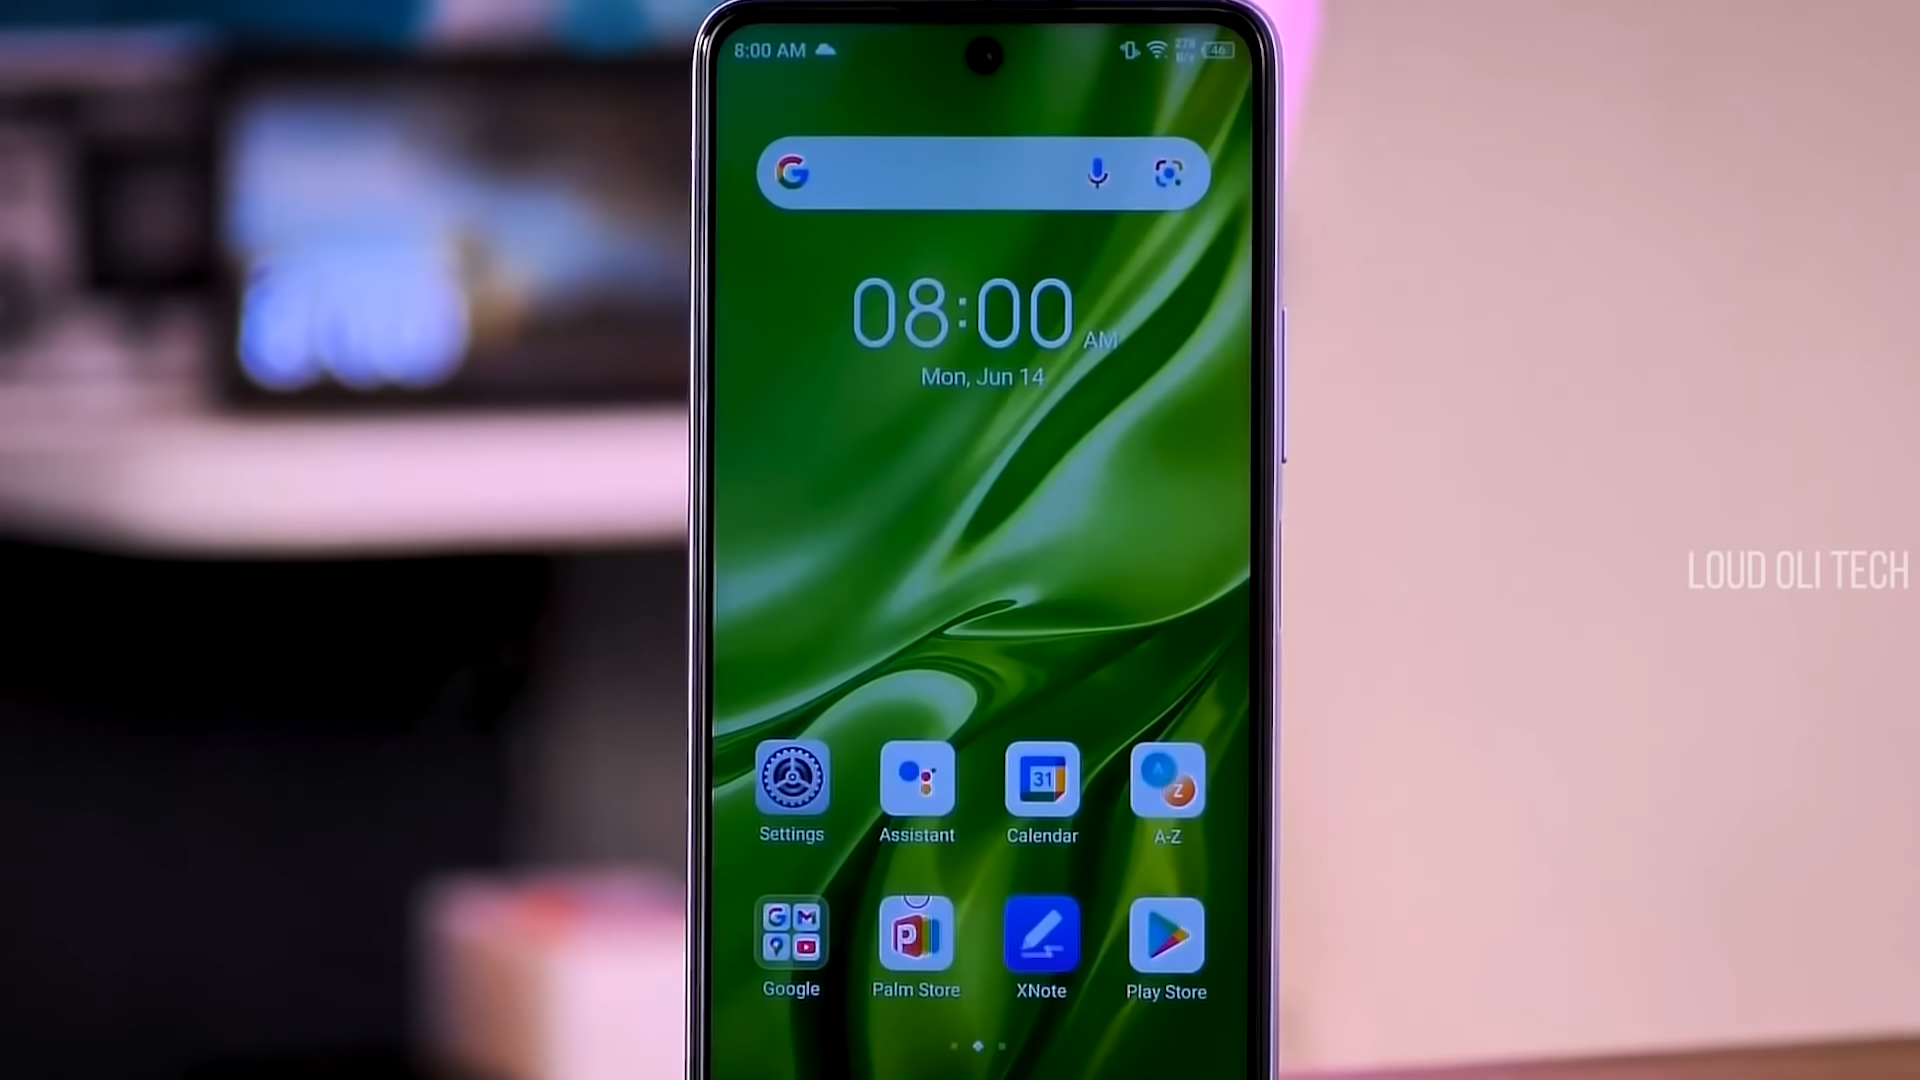 8:00 AM
46
G
08:00 AM
Mon, Jun 14
31
A
Z
Settings
Assistant
Calendar
A-Z
G
P
Google
Palm Store
XNote
Play Store
LOUD OLI TECH